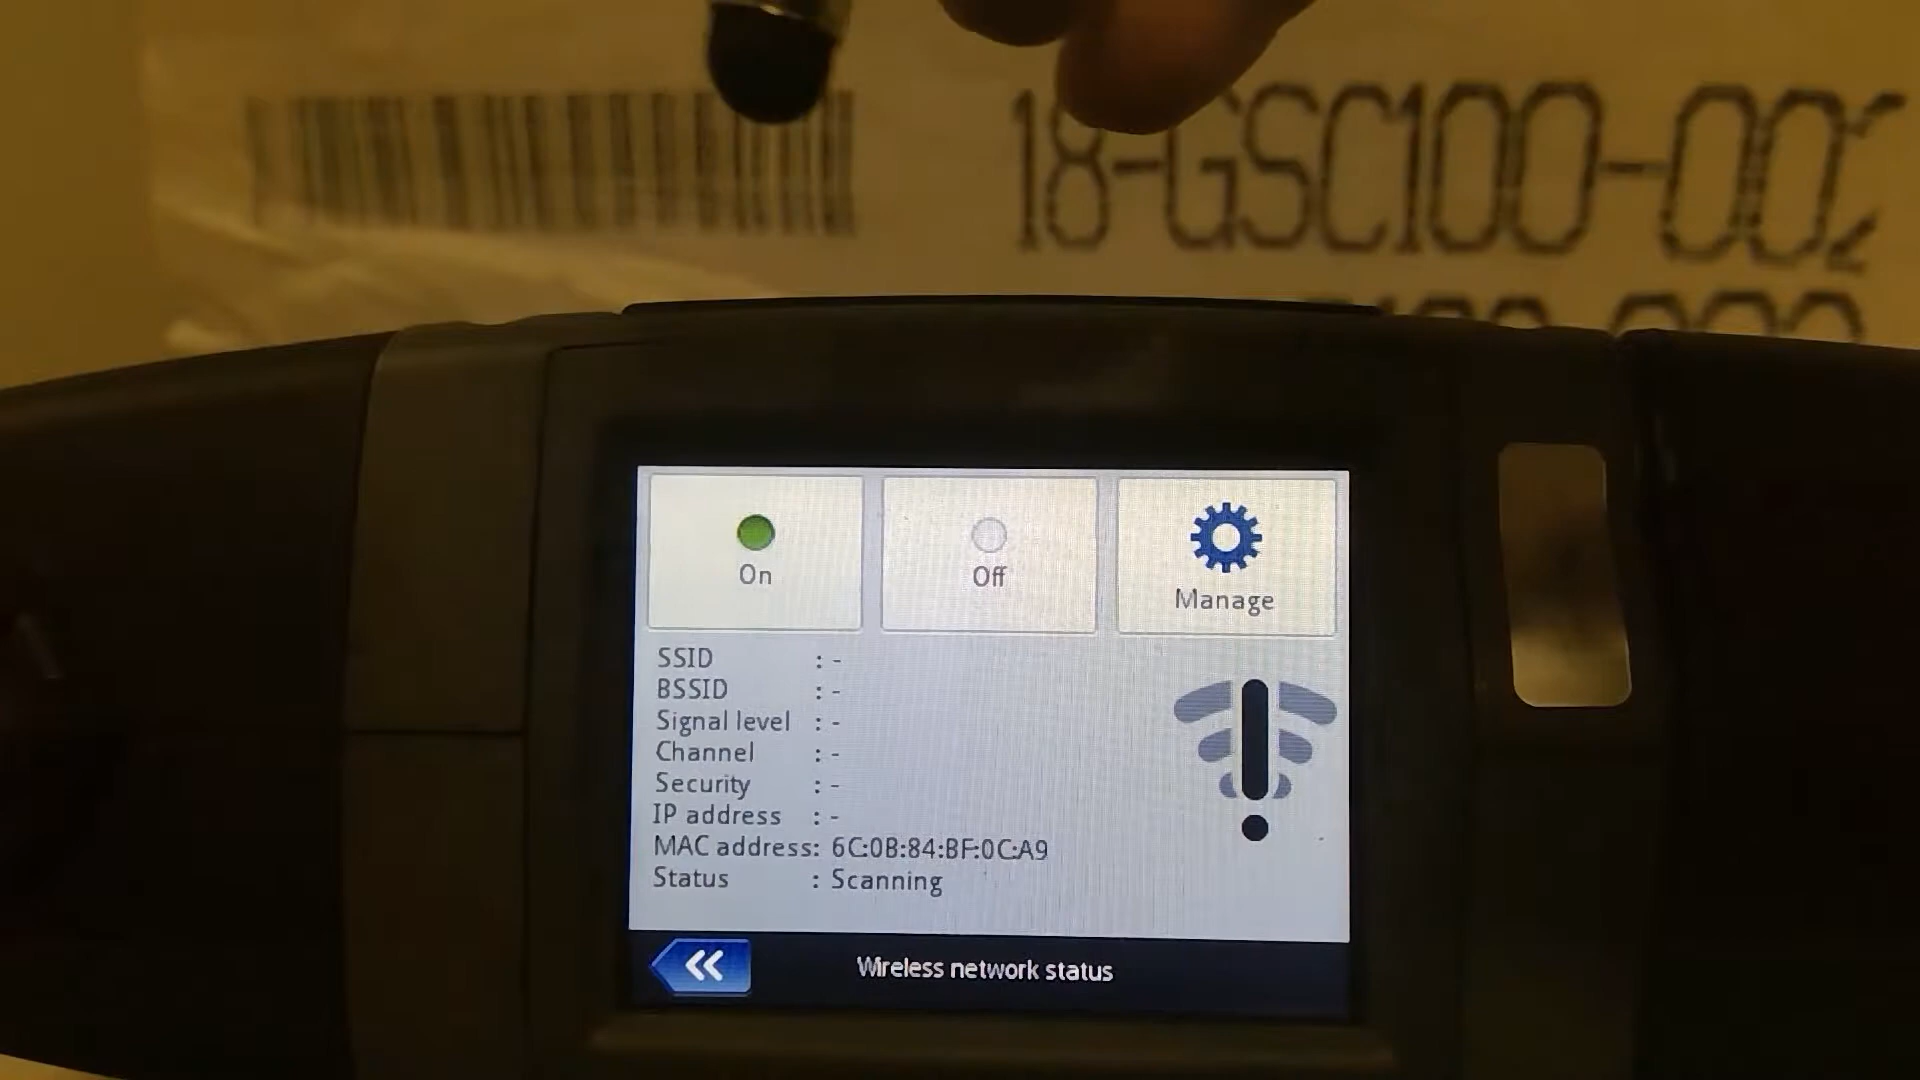 18-GSC100-002
On
Off
Manage
SSID : -
BSSID : -
Signal level : -
Channel : -
Security : -
IP address : -
MAC address: 6C:0B:84:BF:0C:A9
Status : Scanning
Wireless network status